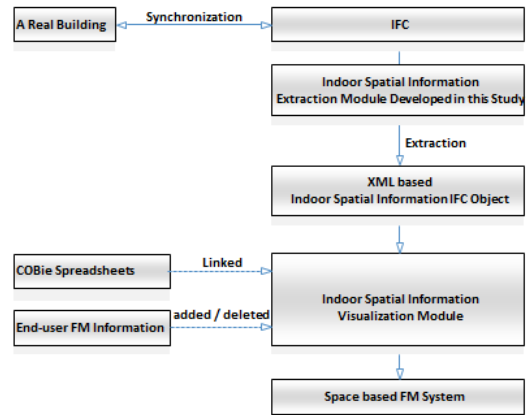 A Real Building
Synchronization
IFC
Indoor Spatial Information
Extraction Module Developed in this Study
Extraction
XML based
Indoor Spatial Information IFC Object
COBie Spreadsheets
Linked
End-user FM Information
added / deleted
Indoor Spatial Information
Visualization Module
Space based FM System